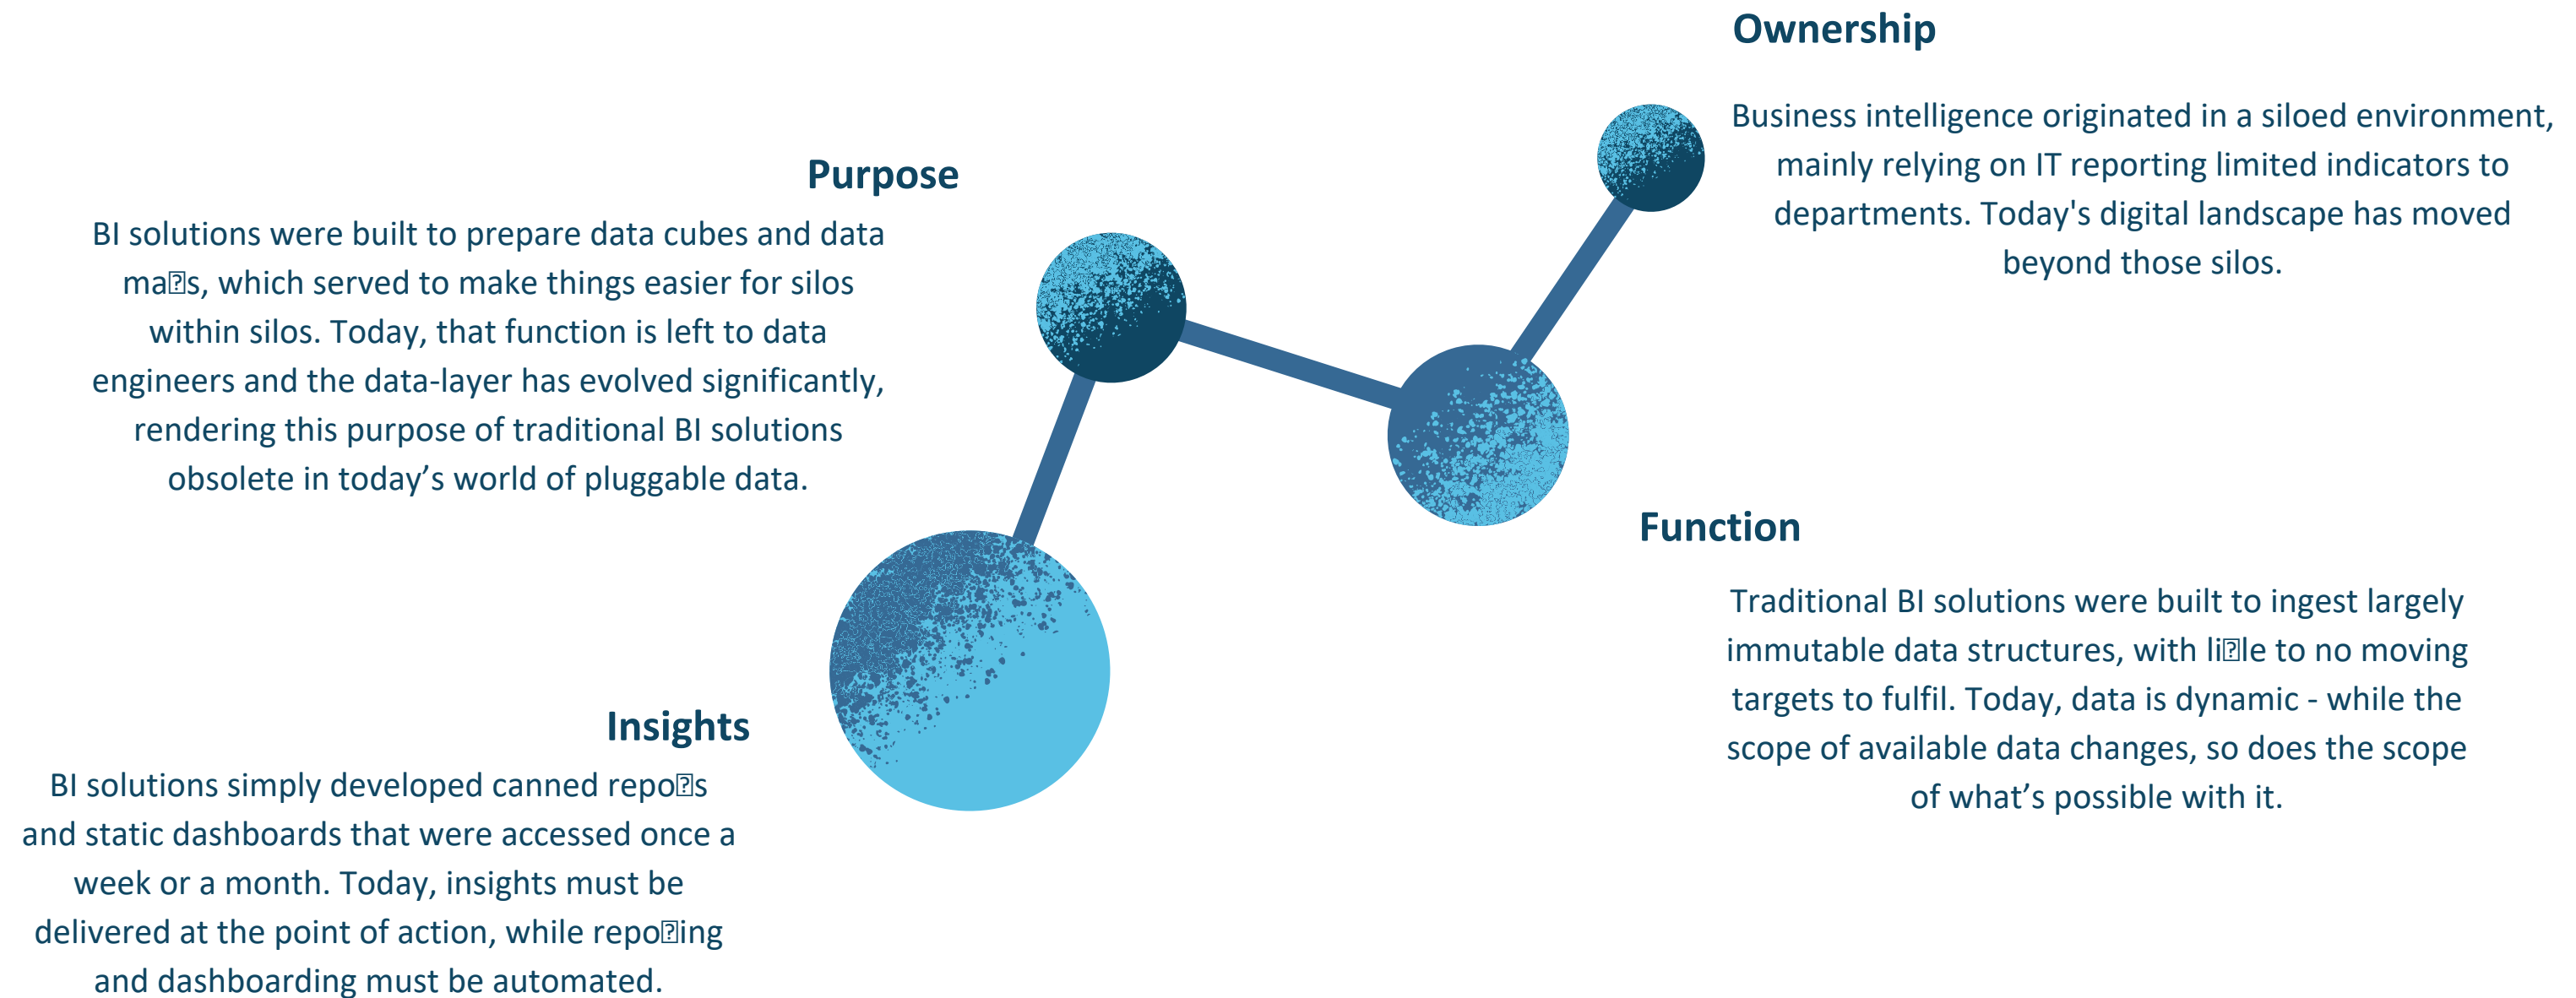 Ownership
Business intelligence originated in a siloed environment,
mainly relying on IT reporting limited indicators to
departments. Today's digital landscape has moved
beyond those silos.
Purpose
BI solutions were built to prepare data cubes and data
ma�s, which served to make things easier for silos
within silos. Today, that function is left to data
engineers and the data-layer has evolved significantly,
rendering this purpose of traditional BI solutions
obsolete in today’s world of pluggable data.
Function
Traditional BI solutions were built to ingest largely
immutable data structures, with li�le to no moving
targets to fulfil. Today, data is dynamic - while the
scope of available data changes, so does the scope
of what’s possible with it.
Insights
BI solutions simply developed canned repo�s
and static dashboards that were accessed once a
week or a month. Today, insights must be
delivered at the point of action, while repo�ing
and dashboarding must be automated.